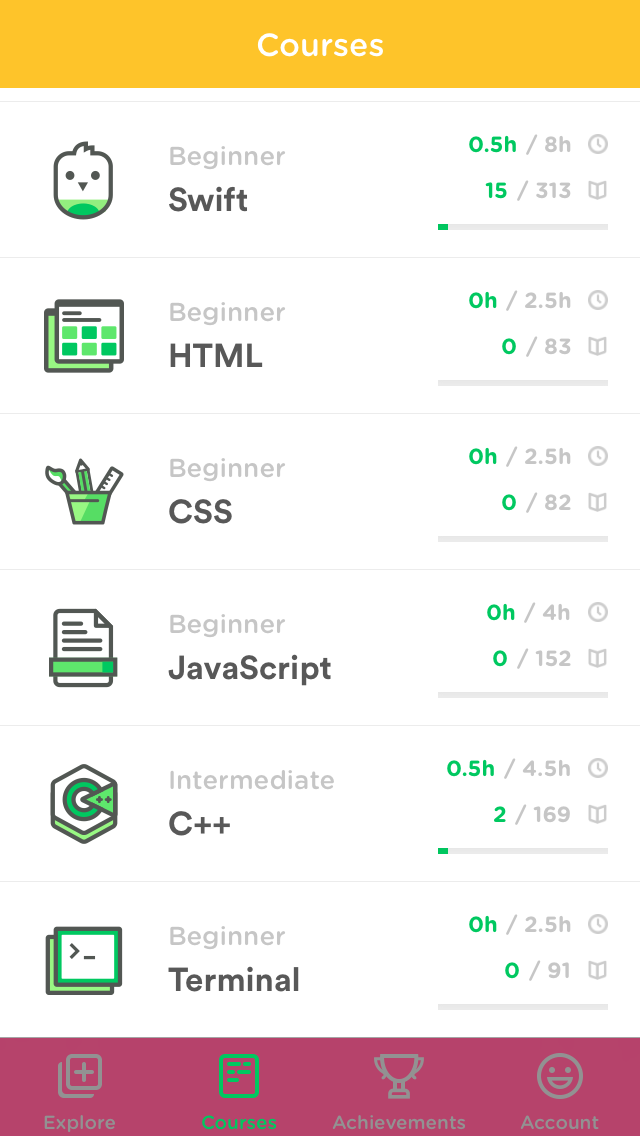 Courses
Beginner
Swift
0.5h / 8h
15 / 313
Beginner
HTML
0h / 2.5h
0 / 83
Beginner
CSS
0h / 2.5h
0 / 82
Beginner
JavaScript
0h / 4h
0 / 152
Intermediate
C++
0.5h / 4.5h
2 / 169
Beginner
Terminal
0h / 2.5h
0 / 91
Explore
Courses
Achievements
Account